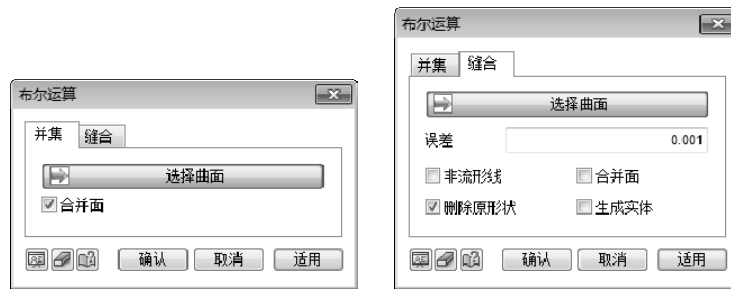 布尔运算
并集 缝合
选择曲面
合并面
确认 取消 适用
布尔运算
并集 缝合
选择曲面
误差 0.001
非流形线 合并面
删除原形状 生成实体
确认 取消 适用